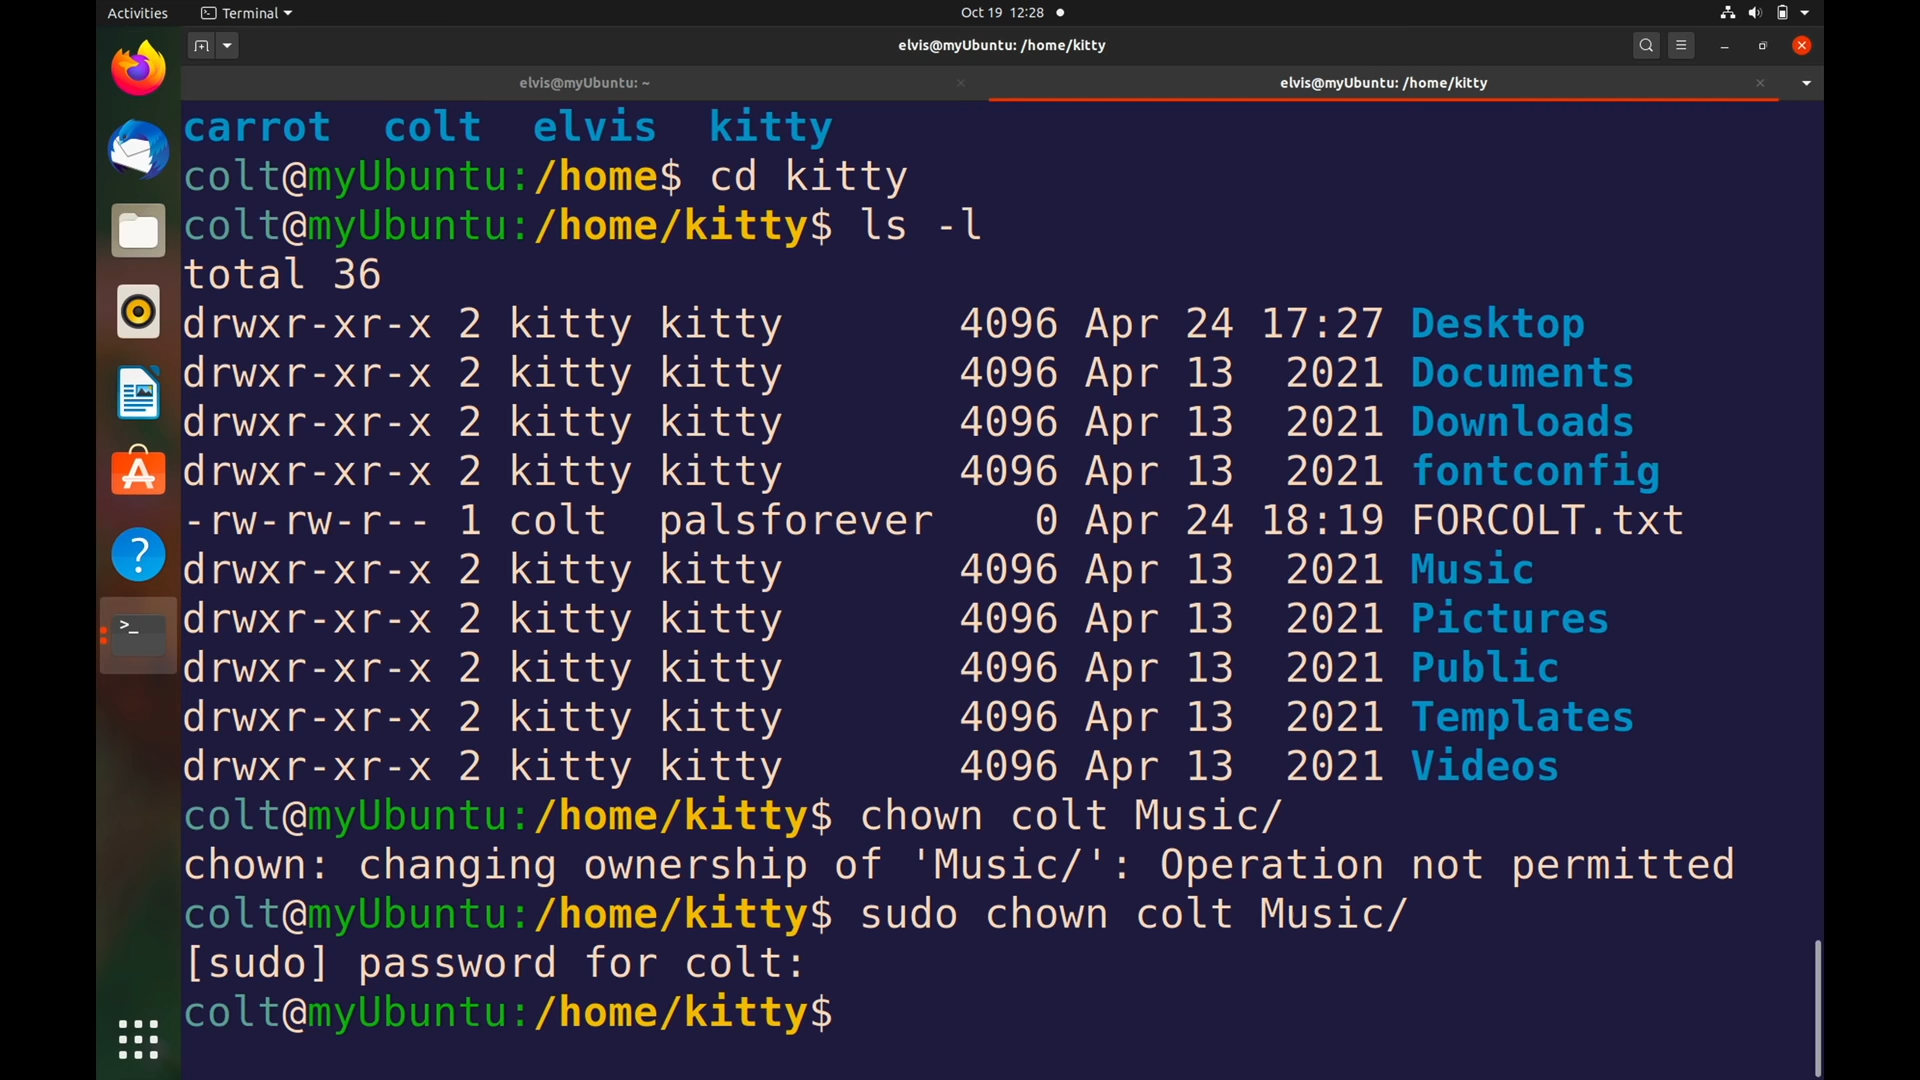 Activities Terminal Oct 19 12:28
elvis@myUbuntu: /home/kitty
elvis@myUbuntu: ~ elvis@myUbuntu: /home/kitty
carrot colt elvis kitty
colt@myUbuntu:/home$ cd kitty
colt@myUbuntu:/home/kitty$ ls -l
total 36
drwxr-xr-x 2 kitty kitty 4096 Apr 24 17:27 Desktop
drwxr-xr-x 2 kitty kitty 4096 Apr 13 2021 Documents
drwxr-xr-x 2 kitty kitty 4096 Apr 13 2021 Downloads
drwxr-xr-x 2 kitty kitty 4096 Apr 13 2021 fontconfig
-rw-rw-r-- 1 colt palsforever 0 Apr 24 18:19 FORCOLT.txt
drwxr-xr-x 2 kitty kitty 4096 Apr 13 2021 Music
drwxr-xr-x 2 kitty kitty 4096 Apr 13 2021 Pictures
drwxr-xr-x 2 kitty kitty 4096 Apr 13 2021 Public
drwxr-xr-x 2 kitty kitty 4096 Apr 13 2021 Templates
drwxr-xr-x 2 kitty kitty 4096 Apr 13 2021 Videos
colt@myUbuntu:/home/kitty$ chown colt Music/
chown: changing ownership of 'Music/': Operation not permitted
colt@myUbuntu:/home/kitty$ sudo chown colt Music/
[sudo] password for colt:
colt@myUbuntu:/home/kitty$